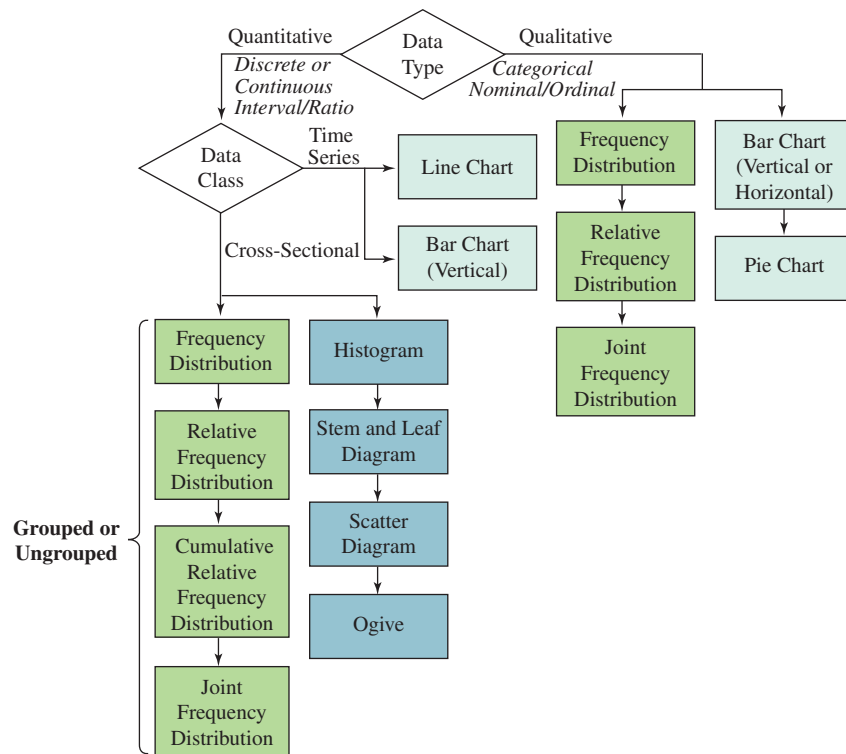 Quantitative
Data
Type
Qualitative
Discrete or
Continuous
Interval/Ratio
Categorical
Nominal/Ordinal
Data
Class
Time
Series
Line Chart
Cross-Sectional
Bar Chart
(Vertical)
Frequency
Distribution
Bar Chart
(Vertical or
Horizontal)
Relative
Frequency
Distribution
Pie Chart
Joint
Frequency
Distribution
Grouped or
Ungrouped
Frequency
Distribution
Relative
Frequency
Distribution
Cumulative
Relative
Frequency
Distribution
Joint
Frequency
Distribution
Histogram
Stem and Leaf
Diagram
Scatter
Diagram
Ogive